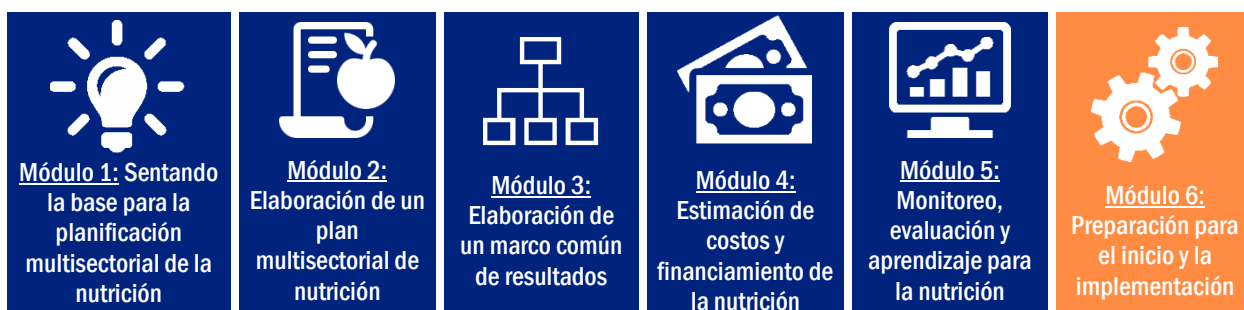 Módulo 1: Sentando
la base para la
planificación
multisectorial de la
nutrición
Módulo 2:
Elaboración de un
plan
multisectorial de
nutrición
Módulo 3:
Elaboración de
un marco común
de resultados
Módulo 4:
Estimación de
costos y
financiamiento de
la nutrición
Módulo 5:
Monitoreo,
evaluación y
aprendizaje para
la nutrición
Módulo 6:
Preparación para
el inicio y la
implementación